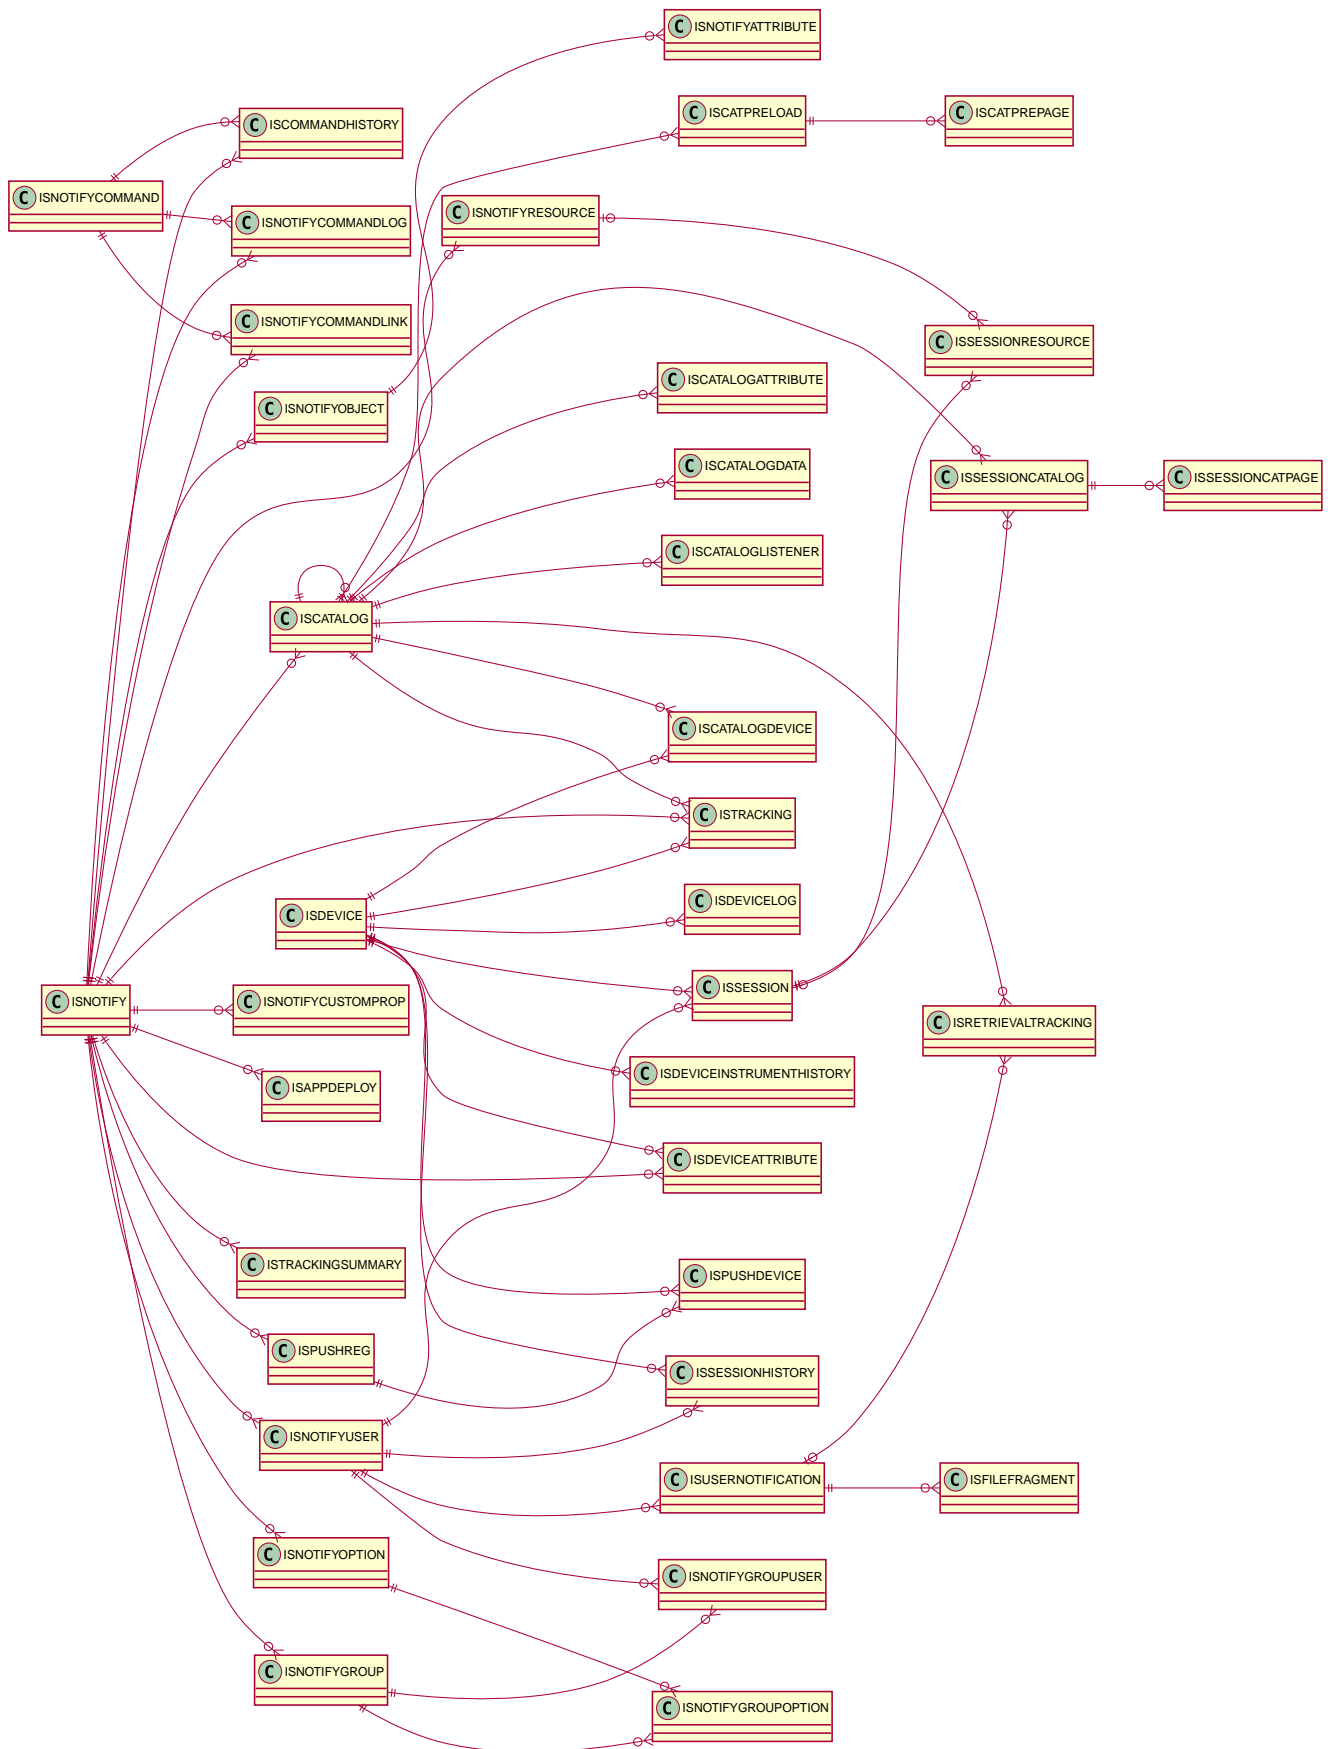 C ISNOTIFYATTRIBUTE
C ISCATPRELOAD
C ISCATPREPAGE
C ISCOMMANDHISTORY
C ISNOTIFYCOMMAND
C ISNOTIFYRESOURCE
C ISNOTIFYCOMMANDLOG
C ISNOTIFYCOMMANDLINK
C ISSESSIONRESOURCE
C ISCATALOGATTRIBUTE
C ISNOTIFYOBJECT
C ISCATALOGDATA
C ISSESSIONCATALOG
C ISSESSIONCATPAGE
C ISCATALOGLISTENER
C ISCATALOG
C ISCATALOGDEVICE
C ISTRACKING
C ISDEVICELOG
C ISDEVICE
C ISSESSION
C ISNOTIFY
C ISNOTIFYCUSTOMPROP
C ISRETRIEVALTRACKING
C ISDEVICEINSTRUMENTHISTORY
C ISAPPDEPLOY
C ISDEVICEATTRIBUTE
C ISTRACKINGSUMMARY
C ISPUSHDEVICE
C ISPUSHREG
C ISSESSIONHISTORY
C ISNOTIFYUSER
C ISUSERNOTIFICATION
C ISFILEFRAGMENT
C ISNOTIFYOPTION
C ISNOTIFYGROUPUSER
C ISNOTIFYGROUP
C ISNOTIFYGROUPOPTION